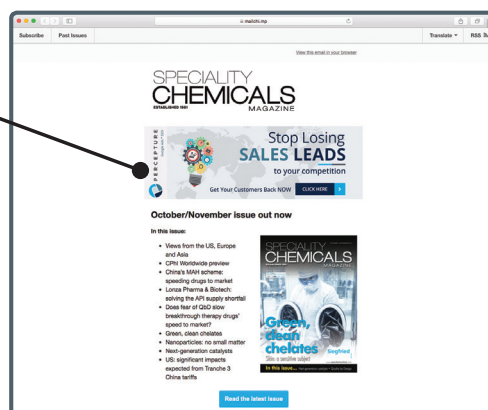 mailchi.mp
Subscribe
Past Issues
Translate
RSS
View this email in your browser
SPECIALITY
CHEMICALS
ESTABLISHED 1981
MAGAZINE
PERCEPTURE
Stop Losing
SALES LEADS
to your competition
Get Your Customers Back NOW
CLICK HERE
October/November issue out now
In this issue:
• Views from the US, Europe
and Asia
• CPhI Worldwide preview
• China's MAH scheme:
speeding drugs to market
• Lonza Pharma & Biotech:
solving the API supply shortfall
• Does fear of QbD slow
breakthrough therapy drugs'
speed to market?
• Green, clean chelates
• Nanoparticles: no small matter
• Next-generation catalysts
• US: significant impacts
expected from Tranche 3
China tariffs
SPECIALITY
CHEMICALS
MAGAZINE
Green,
clean
chelates
Siegfried
Skin: a sensitive subject
In this issue...
Read the latest issue